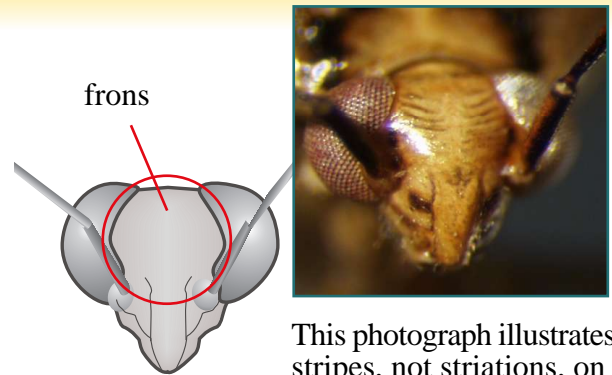 frons
This photograph illustrates
stripes, not striations, on